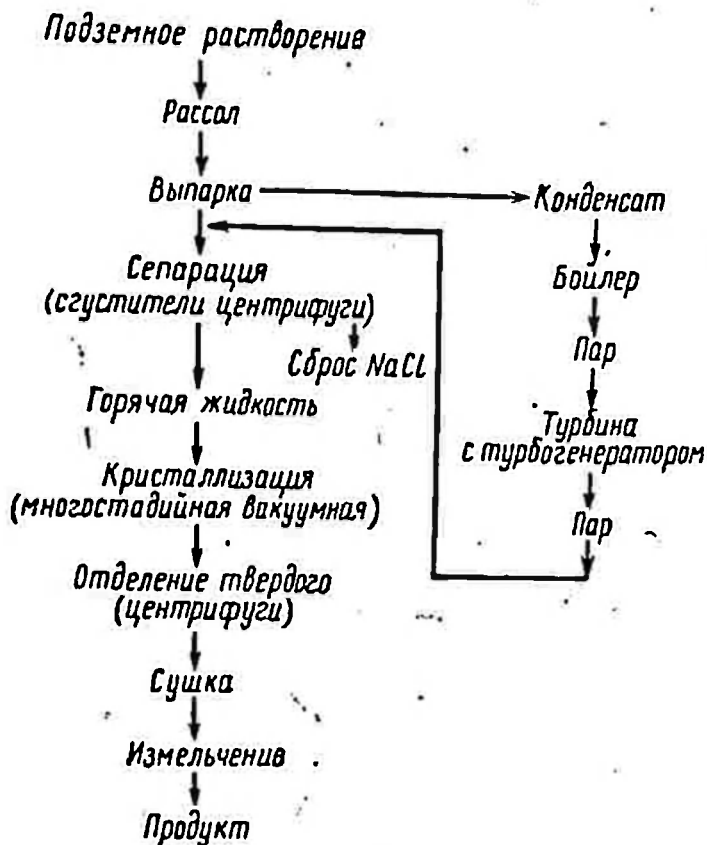 Подземное растворение
Рассол
Выпарка
Сепарация
(сгустители центрифуги)
Сброс NaCl
Горячая жидкость
Кристаллизация
(многостадийная вакуумная)
Отделение твердого
(центрифуги)
Сушка
Измельчение
Продукт
Конденсат
Бойлер
Пар
Турбина
с турбогенератором
Пар